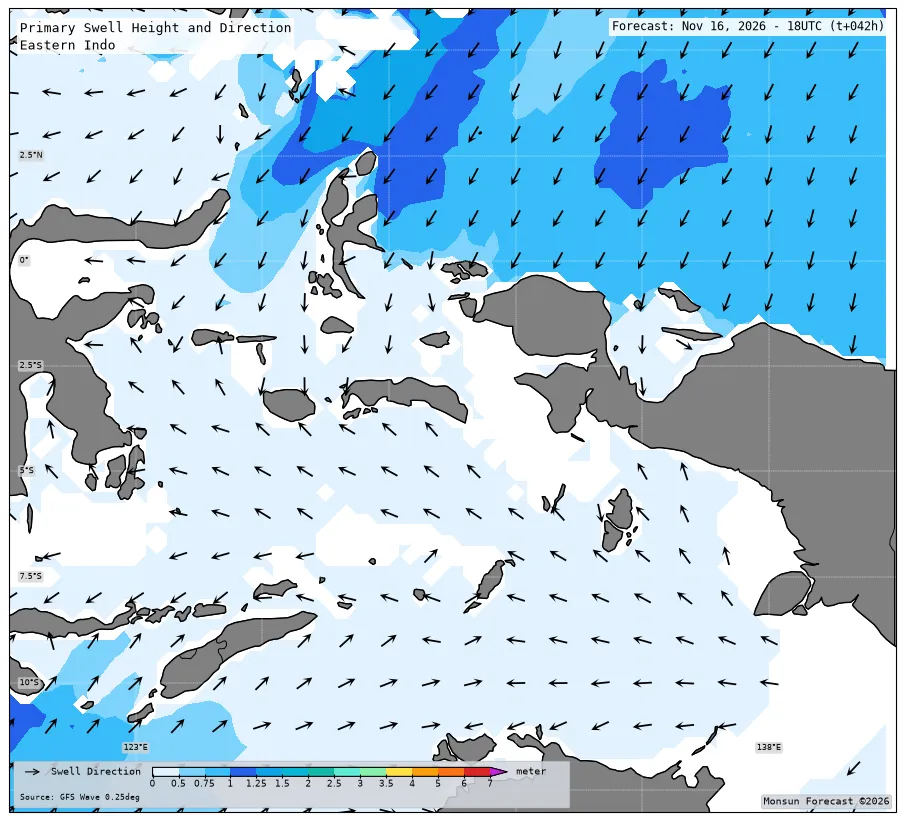 Primary Swell Height and Direction
Eastern Indo
Forecast: Nov 16, 2026 - 18UTC (t+042h)
2.5°N
0°
2.5°S
5°S
7.5°S
10°S
123°E
138°E
Swell Direction
meter
0 0.5 0.75 1 1.25 1.5 2 2.5 3 3.5 4 5 6 7
Source: GFS Wave 0.25deg
Monsun Forecast ©2026